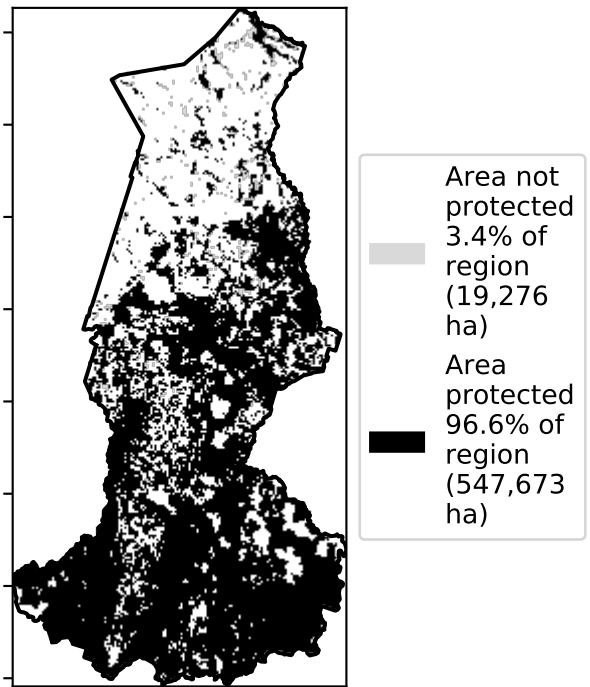 Area not
protected
3.4% of
region
(19,276
ha)
Area
protected
96.6% of
region
(547,673
ha)